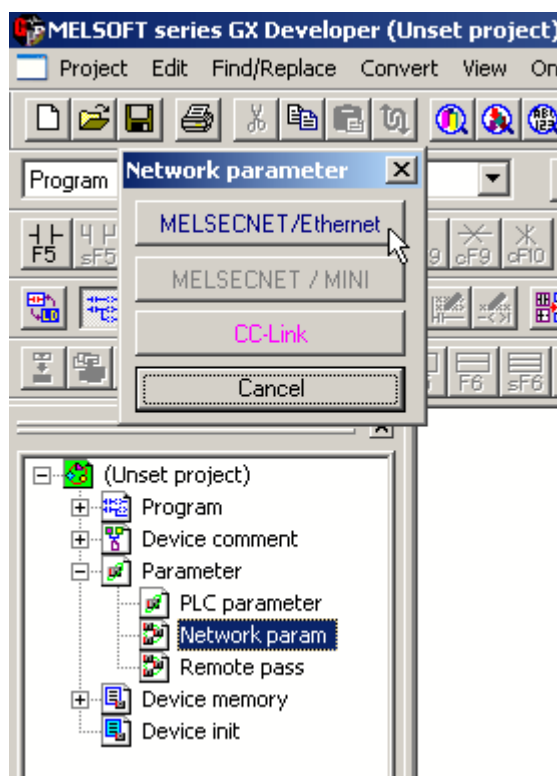 MELSOFT series GX Developer (Unset project)
Project Edit Find/Replace Convert View On
Program
Network parameter
MELSECNET/Ethernet
MELSECNET / MINI
CC-Link
Cancel
F5 sF5 9 cF9 cF10
F6 sF6
(Unset project)
Program
Device comment
Parameter
PLC parameter
Network param
Remote pass
Device memory
Device init